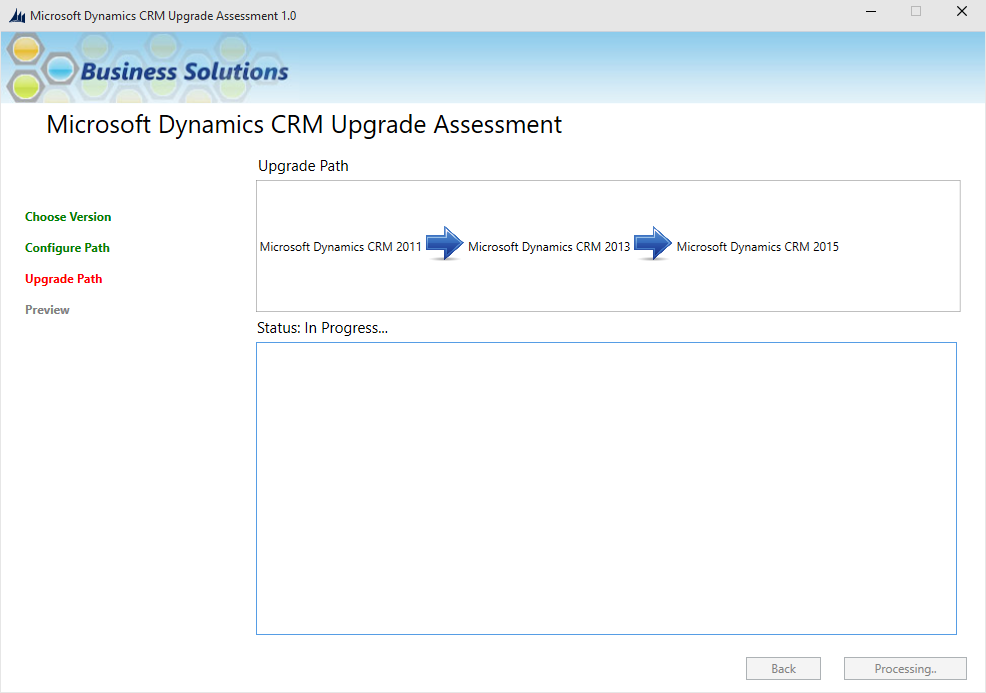 Microsoft Dynamics CRM Upgrade Assessment 1.0
Business Solutions
Microsoft Dynamics CRM Upgrade Assessment
Upgrade Path
Choose Version
Configure Path
Upgrade Path
Preview
Microsoft Dynamics CRM 2011 Microsoft Dynamics CRM 2013 Microsoft Dynamics CRM 2015
Status: In Progress...
Back Processing..